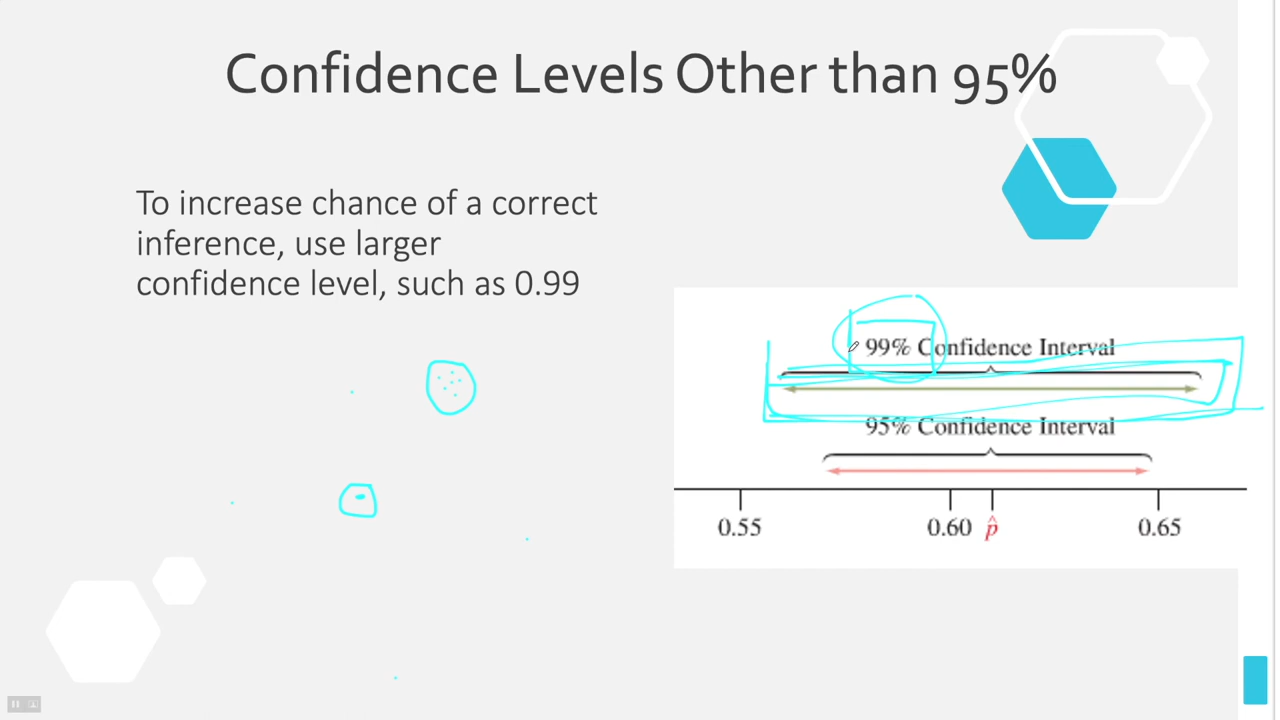 Confidence Levels Other than 95%
To increase chance of a correct
inference, use larger
confidence level, such as 0.99
99% Confidence Interval
95% Confidence Interval
0.55 0.60 p̂ 0.65